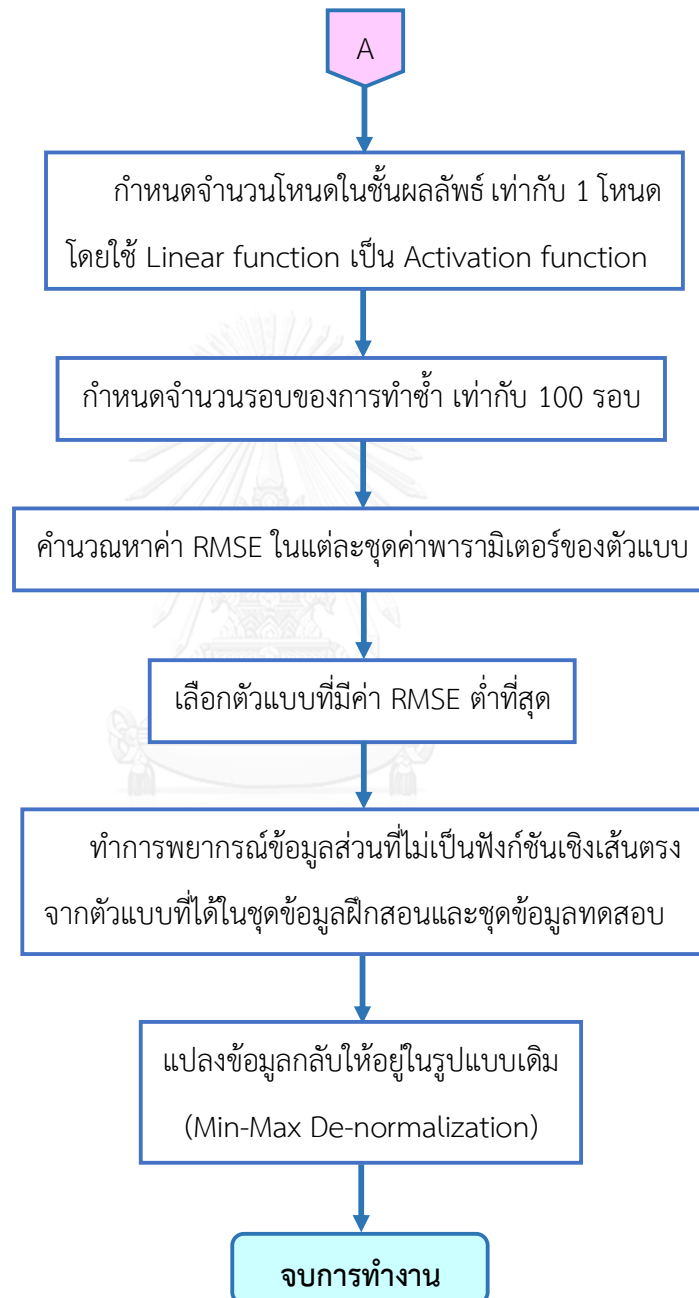 A
กำหนดจำนวนโหนดในชั้นผลลัพธ์ เท่ากับ 1 โหนด
โดยใช้ Linear function เป็น Activation function
กำหนดจำนวนรอบของการทำซ้ำ เท่ากับ 100 รอบ
คำนวณหาค่า RMSE ในแต่ละชุดค่าพารามิเตอร์ของตัวแบบ
เลือกตัวแบบที่มีค่า RMSE ต่ำที่สุด
ทำการพยากรณ์ข้อมูลส่วนที่ไม่เป็นฟังก์ชันเชิงเส้นตรง
จากตัวแบบที่ได้ในชุดข้อมูลฝึกสอนและชุดข้อมูลทดสอบ
แปลงข้อมูลกลับให้อยู่ในรูปแบบเดิม
(Min-Max De-normalization)
จบการทำงาน